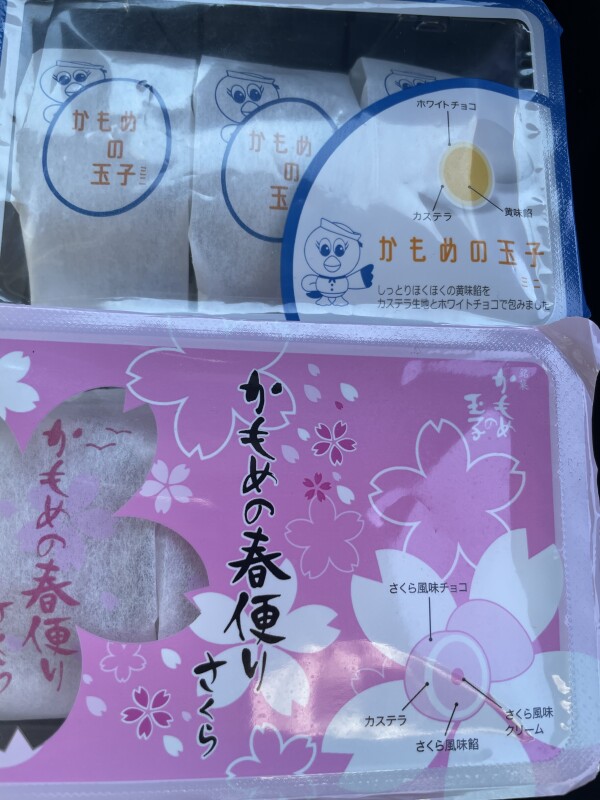 かもめ
の
玉子
ミニ
かもめ
の
玉
ホワイトチョコ
カステラ
黄味餡
かもめの玉子
ミニ
しっとりほくほくの黄味餡を
カステラ生地とホワイトチョコで包みました
かもめの玉子
かもめの春便り
さくら
かもめの春便り
さくら
さくら風味チョコ
カステラ
さくら風味餡
さくら風味
クリーム